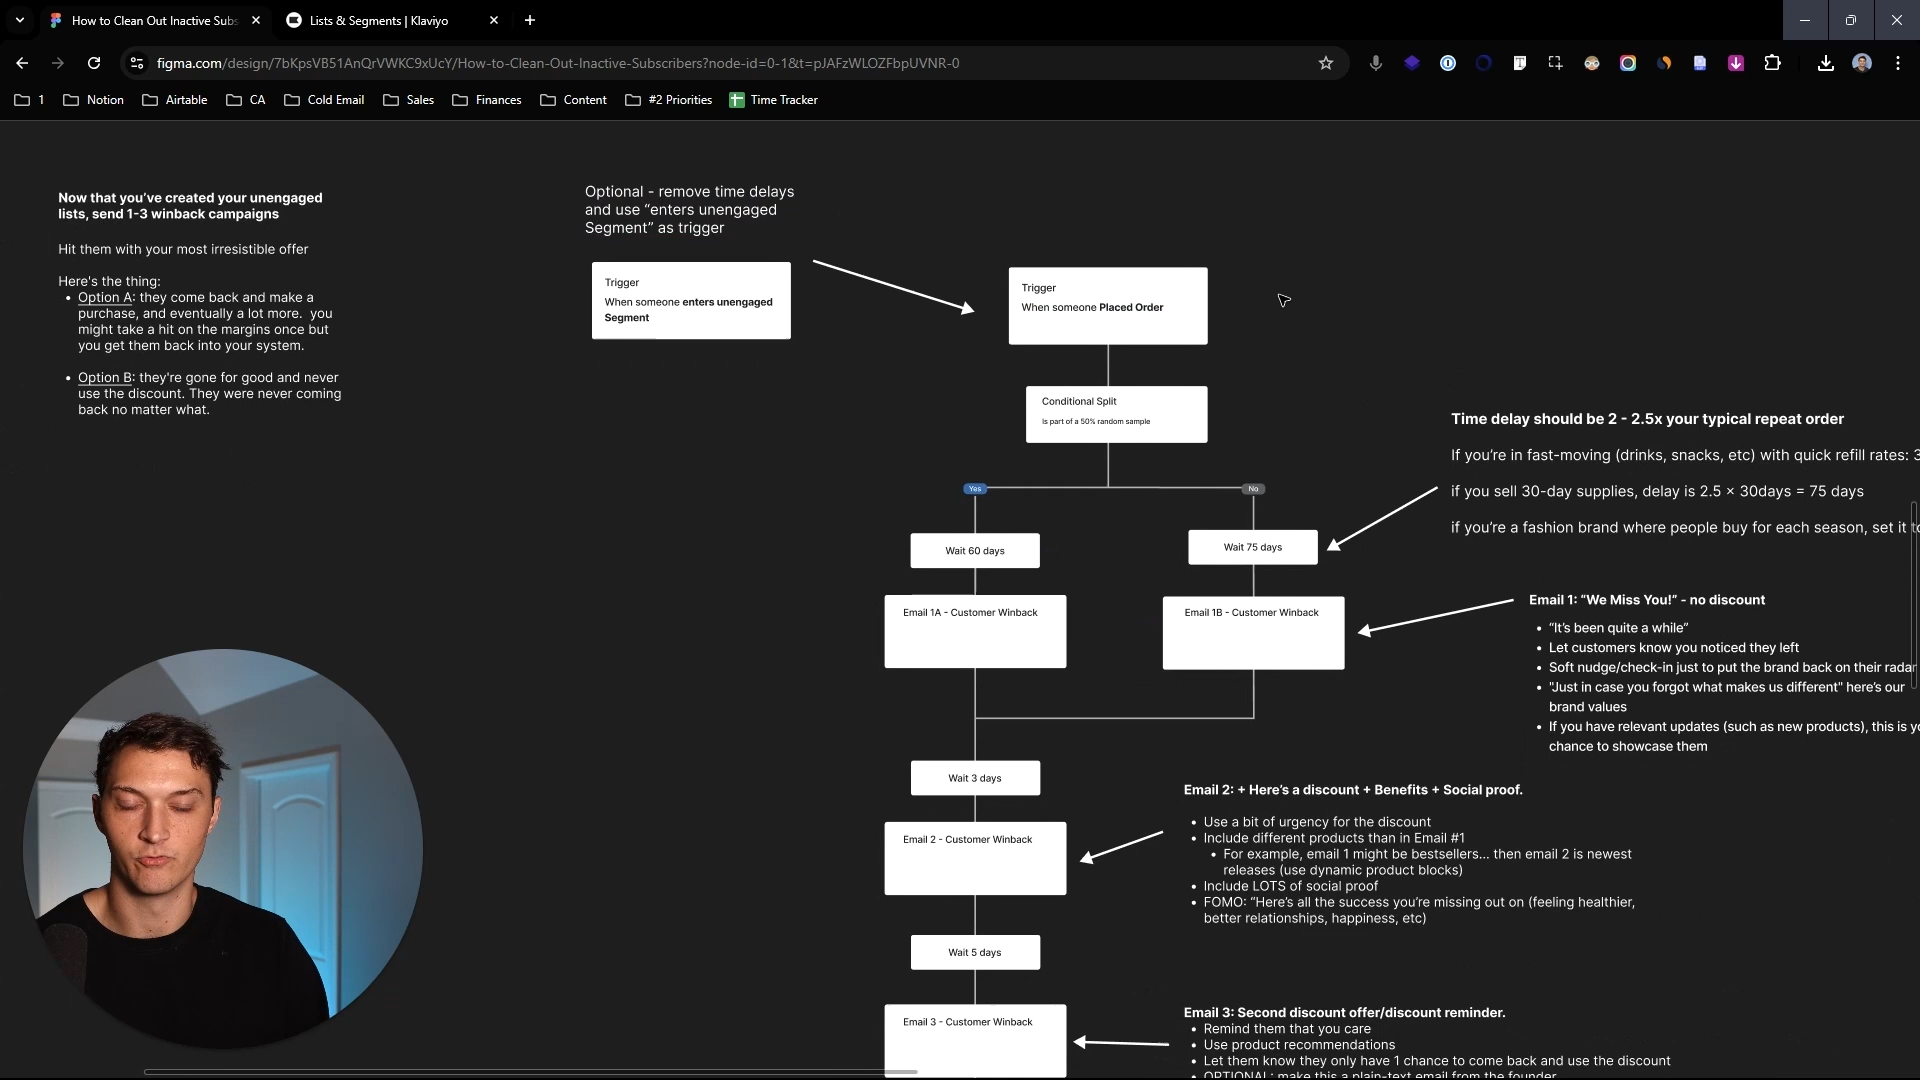 How to Clean Out Inactive Subs
Lists & Segments | Klaviyo
figma.com/design/7bKpsVB51AnQrVWKC9xUcY/How-to-Clean-Out-Inactive-Subscribers?node-id=0-1&t=pJAFzWLOZFbpUVNR-0
1
Notion
Airtable
CA
Cold Email
Sales
Finances
Content
#2 Priorities
Time Tracker
Now that you've created your unengaged
lists, send 1-3 winback campaigns
Hit them with your most irresistible offer
Here's the thing:
• Option A: they come back and make a
purchase, and eventually a lot more. you
might take a hit on the margins once but
you get them back into your system.
• Option B: they're gone for good and never
use the discount. They were never coming
back no matter what.
Optional - remove time delays
and use “enters unengaged
Segment” as trigger
Trigger
When someone enters unengaged
Segment
Trigger
When someone Placed Order
Conditional Split
Is part of a 50% random sample
Yes
No
Wait 60 days
Wait 75 days
Email 1A - Customer Winback
Email 1B - Customer Winback
Wait 3 days
Email 2 - Customer Winback
Wait 5 days
Email 3 - Customer Winback
Time delay should be 2 - 2.5x your typical repeat order
If you're in fast-moving (drinks, snacks, etc) with quick refill rates: 3
if you sell 30-day supplies, delay is 2.5 × 30days = 75 days
if you're a fashion brand where people buy for each season, set it to
Email 1: “We Miss You!” - no discount
• “It's been quite a while”
• Let customers know you noticed they left
• Soft nudge/check-in just to put the brand back on their radar
• "Just in case you forgot what makes us different" here's our
brand values
• If you have relevant updates (such as new products), this is yo
chance to showcase them
Email 2: + Here's a discount + Benefits + Social proof.
• Use a bit of urgency for the discount
• Include different products than in Email #1
• For example, email 1 might be bestsellers... then email 2 is newest
releases (use dynamic product blocks)
• Include LOTS of social proof
• FOMO: “Here's all the success you're missing out on (feeling healthier,
better relationships, happiness, etc)
Email 3: Second discount offer/discount reminder.
• Remind them that you care
• Use product recommendations
• Let them know they only have 1 chance to come back and use the discount
• OPTIONAL: make this a plain-text email from the founder